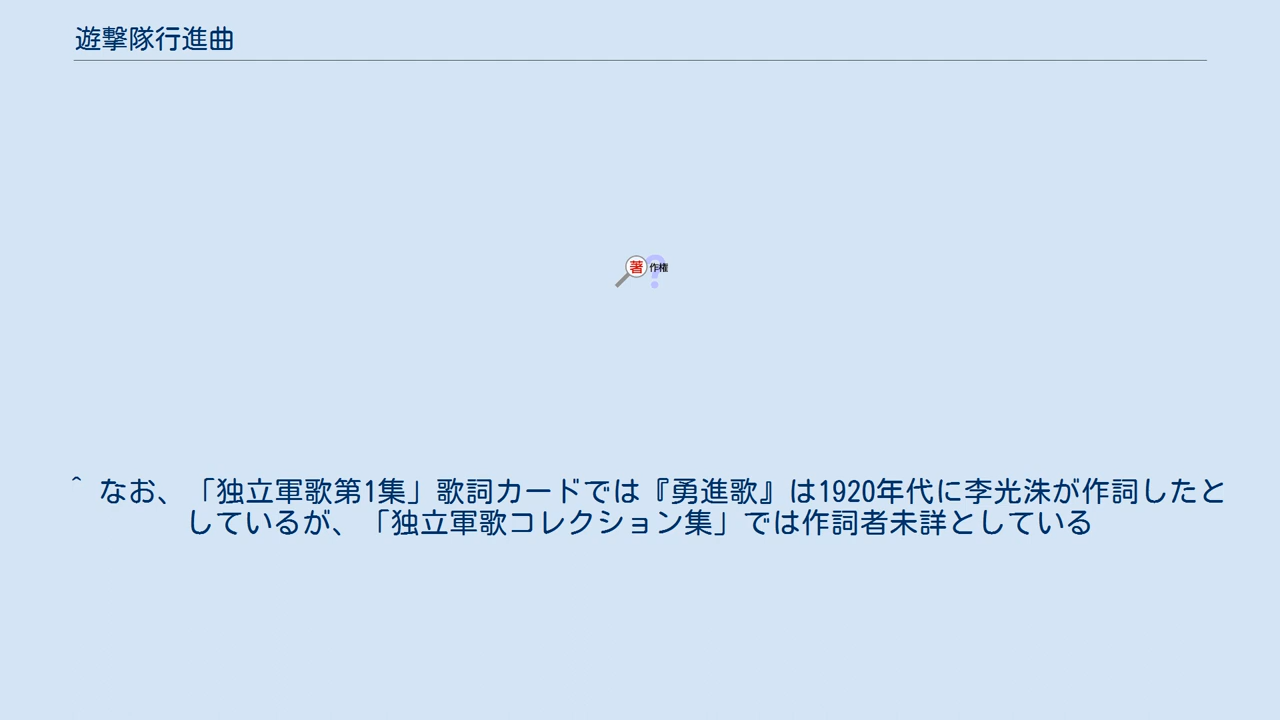 遊撃隊行進曲
著作権
^ なお、「独立軍歌第1集」歌詞カードでは『勇進歌』は1920年代に李光洙が作詞したと
しているが、「独立軍歌コレクション集」では作詞者未詳としている